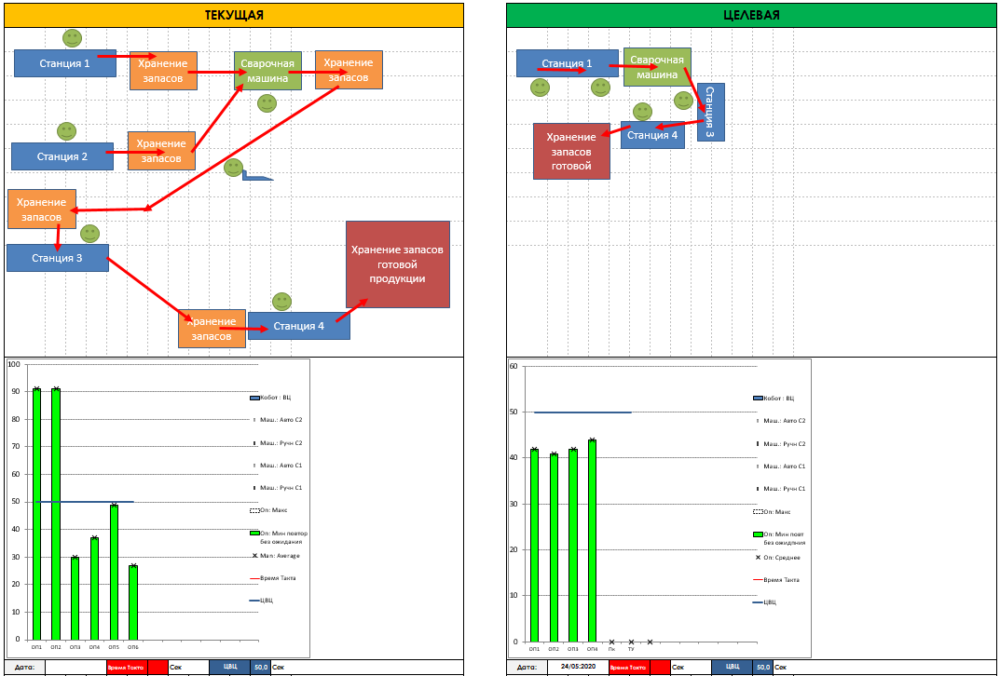 ТЕКУЩАЯ
Станция 1
Хранение
запасов
Сварочная
машина
Хранение
запасов
Станция 2
Хранение
запасов
Хранение
запасов
Станция 3
Хранение запасов
готовой
продукции
Хранение
запасов
Станция 4
100
90
80
70
60
50
40
30
20
10
0
ОП1 ОП2 ОП3 ОП4 ОП5 ОП6
Кобот : ВЦ
Маш.: Авто С2
Маш.: Ручн С2
Маш.: Авто С1
Маш.: Ручн С1
Оп: Макс
Оп: Мин повтор
без ожидания
Man: Average
Время Такта
ЦВЦ
Дата: Время Такта Сек ЦВЦ 50,0 Сек
ЦЕЛЕВАЯ
Станция 1
Сварочная
машина
Станция 3
Станция 4
Хранение
запасов
готовой
60
50
40
30
20
10
0
ОП1 ОП2 ОП3 ОП4 Пк ТУ
Кобот : ВЦ
Маш.: Авто С2
Маш.: Ручн С2
Маш.: Авто С1
Маш.: Ручн С1
Оп: Макс
Оп: Мин повт
без ожидпния
Оп: Среднее
Время Такта
ЦВЦ
Дата: 24/05:2020 Время Такта Сек ЦВЦ 50,0 Сек